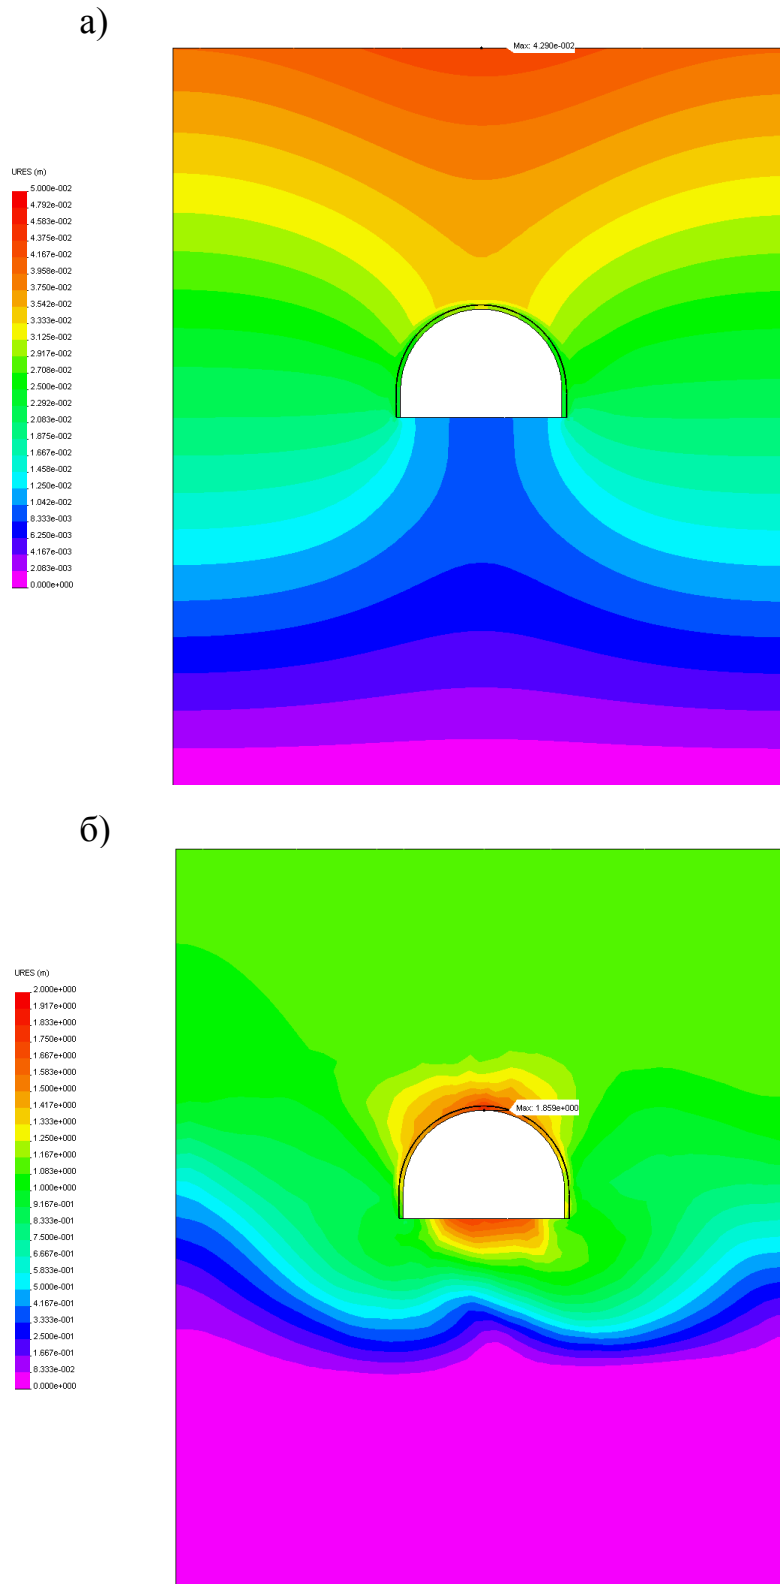 а)
Max: 4.290e-002
URES (m)
5.000e-002
4.792e-002
4.583e-002
4.375e-002
4.167e-002
3.958e-002
3.750e-002
3.542e-002
3.333e-002
3.125e-002
2.917e-002
2.708e-002
2.500e-002
2.292e-002
2.083e-002
1.875e-002
1.667e-002
1.458e-002
1.250e-002
1.042e-002
8.333e-003
6.250e-003
4.167e-003
2.083e-003
0.000e+000
б)
URES (m)
2.000e+000
1.917e+000
1.833e+000
1.750e+000
1.667e+000
1.583e+000
1.500e+000
1.417e+000
1.333e+000
1.250e+000
1.167e+000
1.083e+000
1.000e+000
9.167e-001
8.333e-001
7.500e-001
6.667e-001
5.833e-001
5.000e-001
4.167e-001
3.333e-001
2.500e-001
1.667e-001
8.333e-002
0.000e+000
Max: 1.859e+000